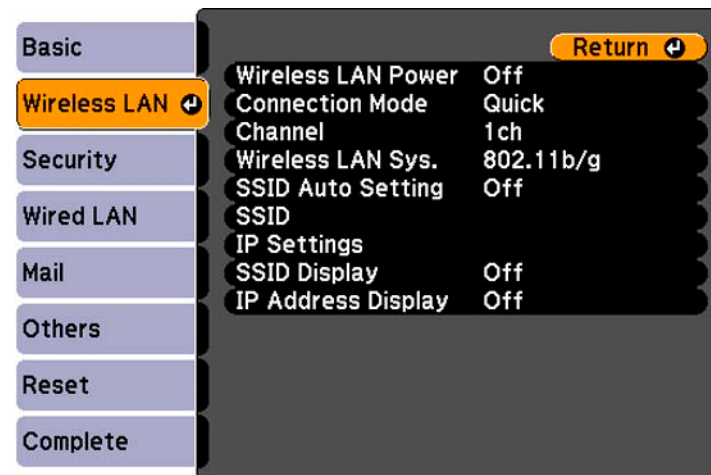 Basic
Wireless LAN
Security
Wired LAN
Mail
Others
Reset
Complete
Return
Wireless LAN Power Off
Connection Mode Quick
Channel 1ch
Wireless LAN Sys. 802.11b/g
SSID Auto Setting Off
SSID
IP Settings
SSID Display Off
IP Address Display Off